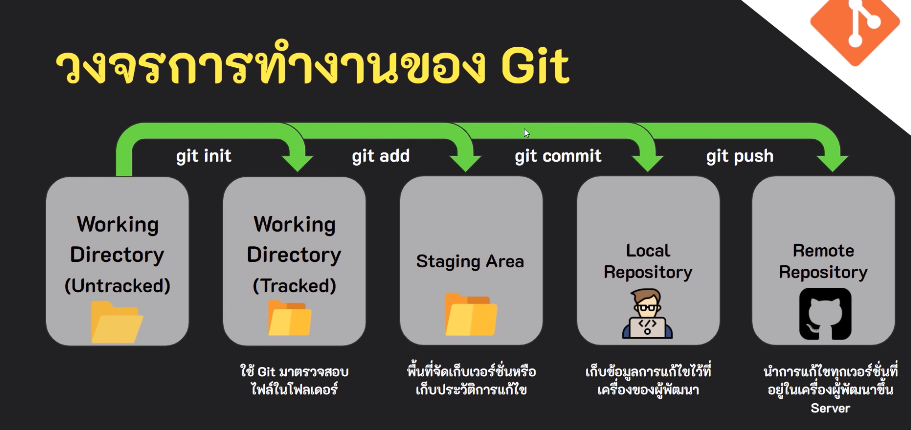 วงจรการทำงานของ Git
git init
git add
git commit
git push
Working
Directory
(Untracked)
Working
Directory
(Tracked)
Staging Area
Local
Repository
Remote
Repository
ใช้ Git มาตรวจสอบ
ไฟล์ในโฟลเดอร์
พื้นที่จัดเก็บเวอร์ชั่นหรือ
เก็บประวัติการแก้ไข
เก็บข้อมูลการแก้ไขไว้ที่
เครื่องของผู้พัฒนา
นำการแก้ไขทุกเวอร์ชั่นที่
อยู่ในเครื่องผู้พัฒนาขึ้น
Server